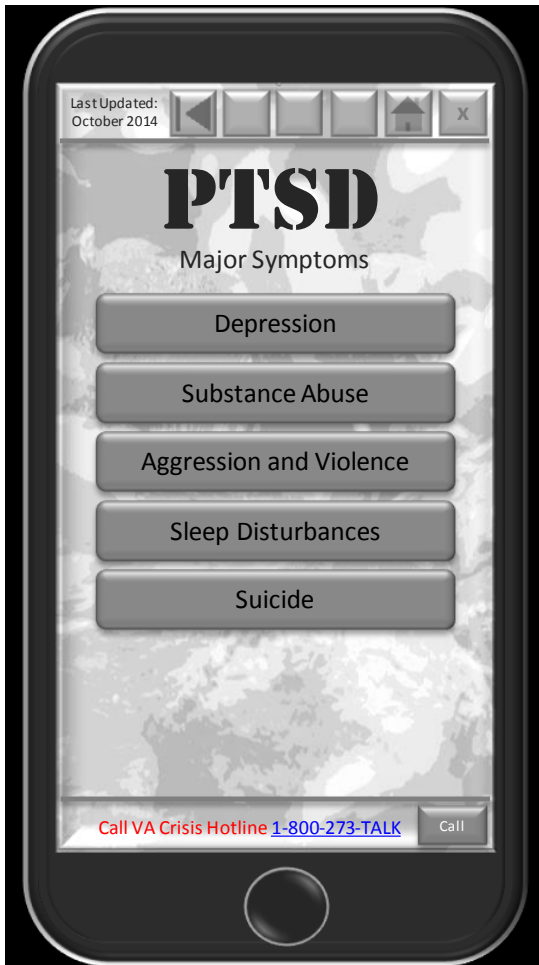 Last Updated:
October 2014
x
PTSD
Major Symptoms
Depression
Substance Abuse
Aggression and Violence
Sleep Disturbances
Suicide
Call VA Crisis Hotline 1-800-273-TALK
Call